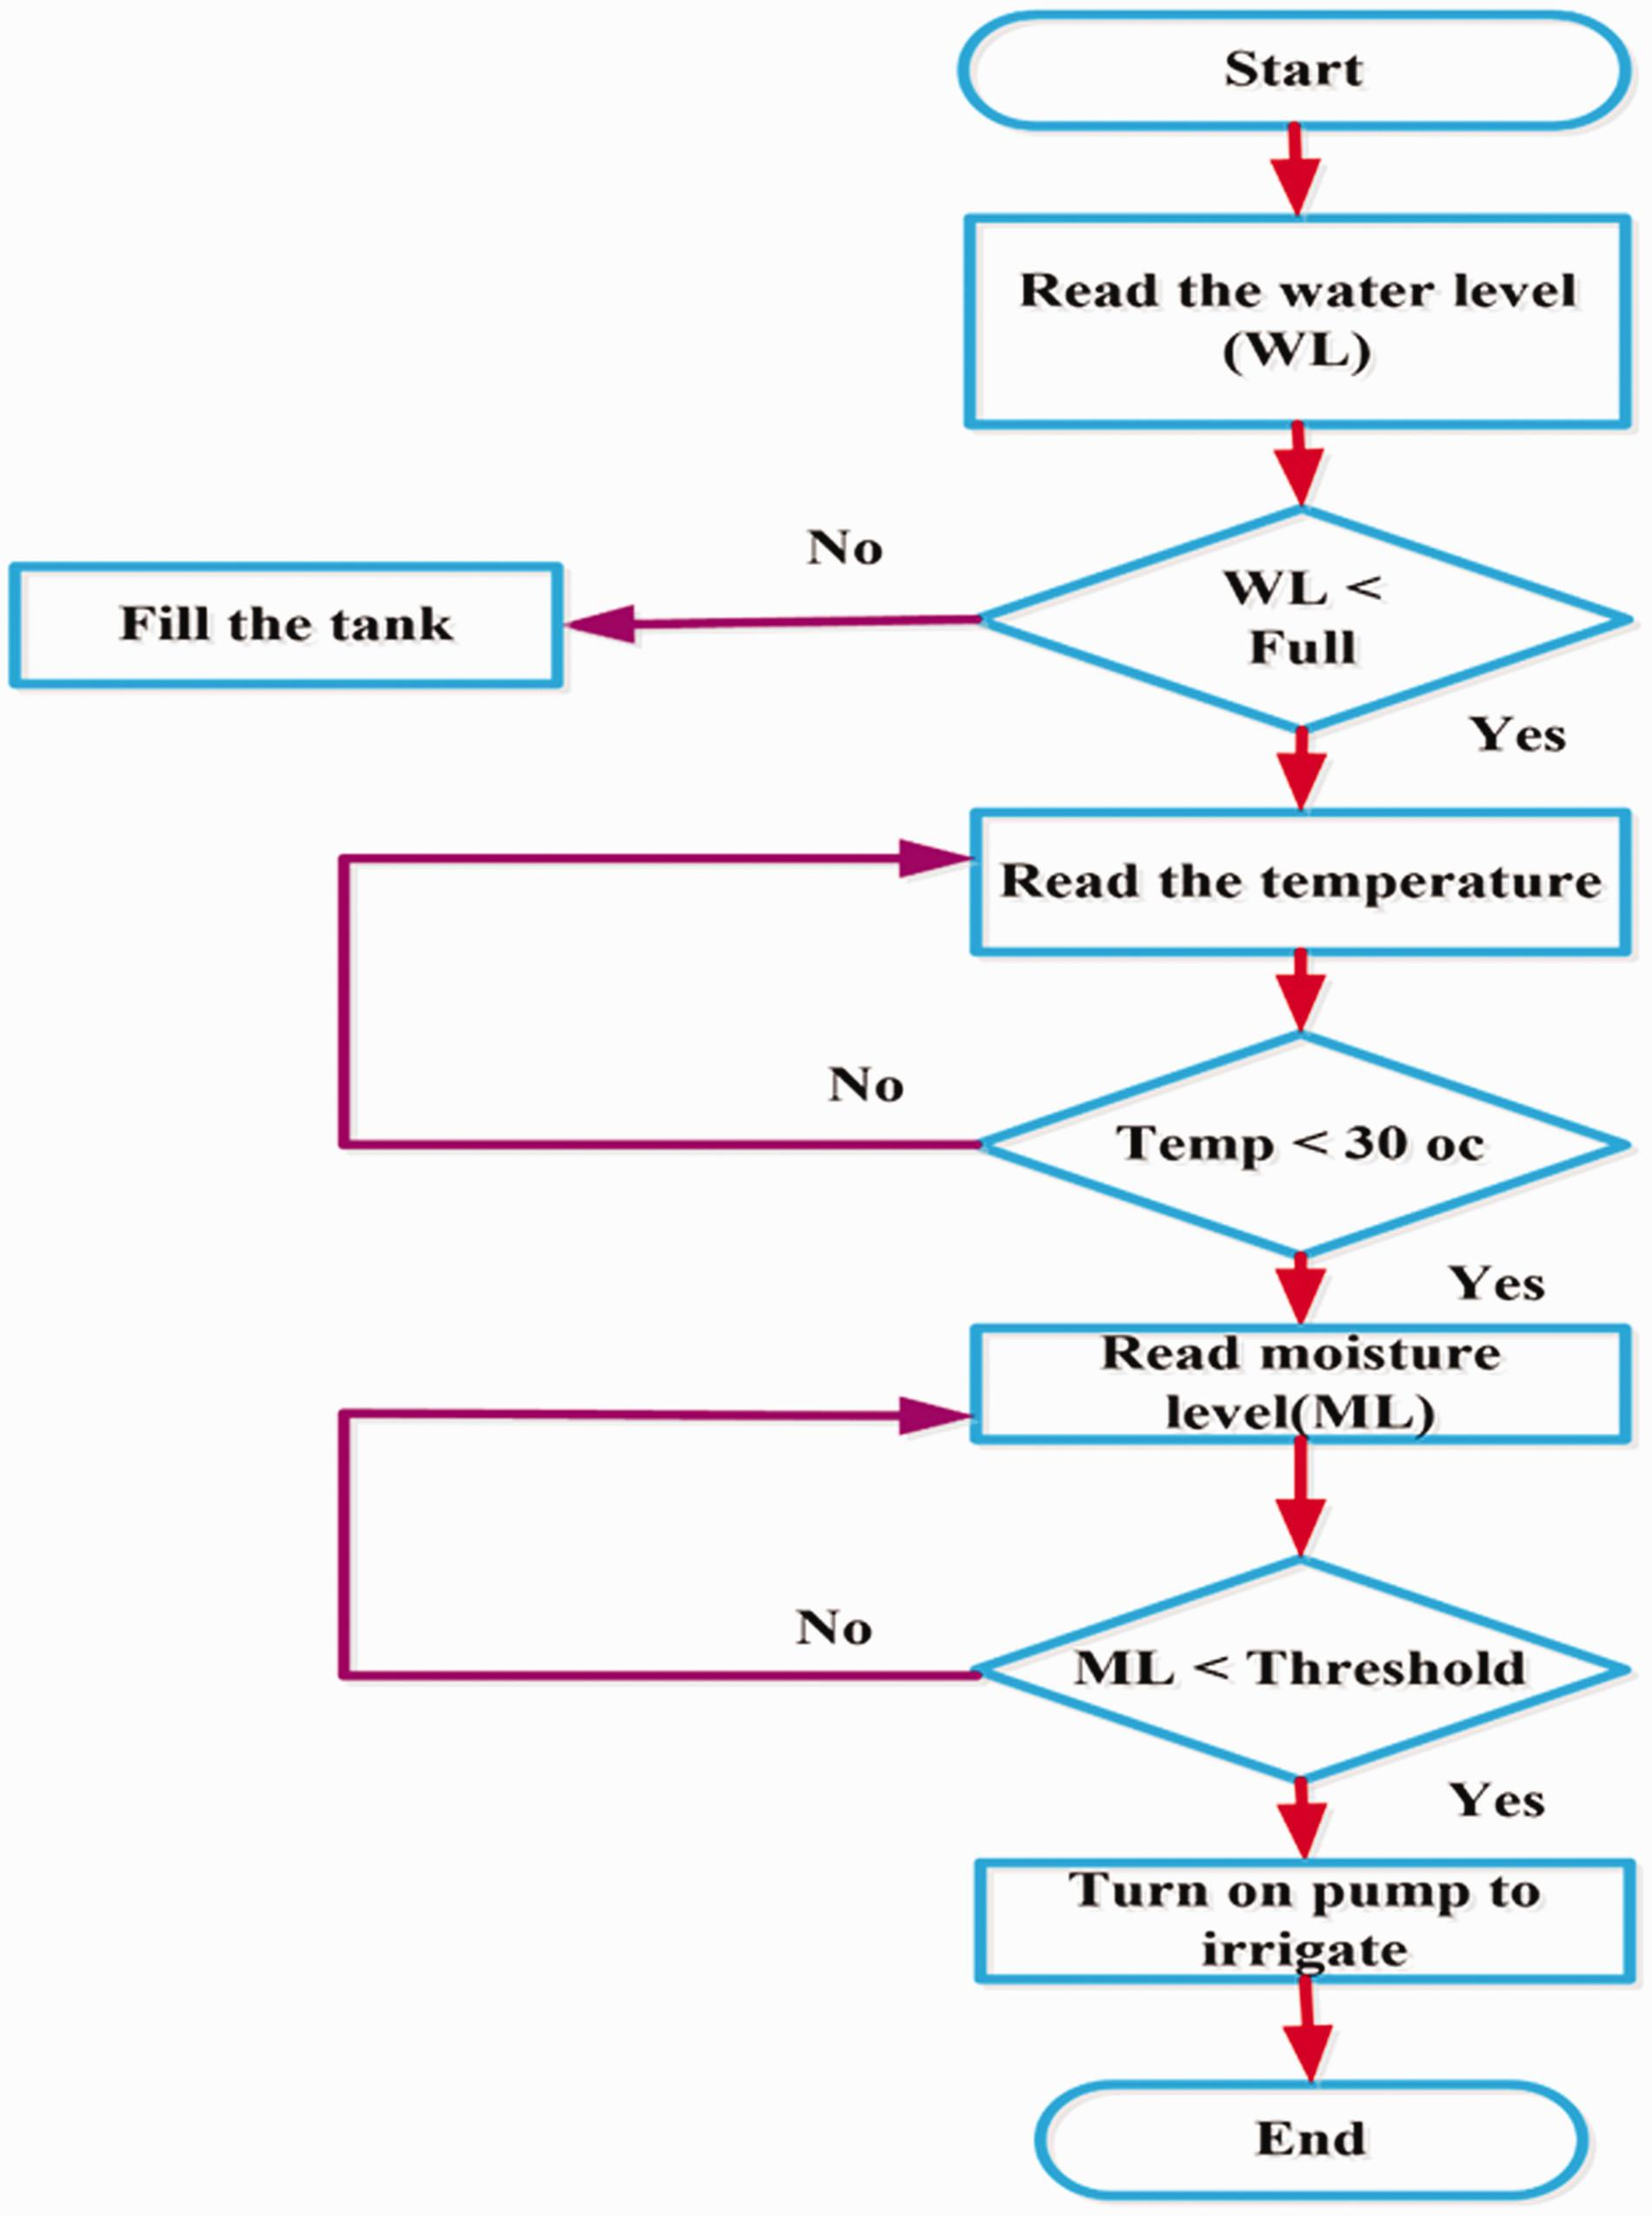 Start
Read the water level
(WL)
No
WL <
Full
Fill the tank
Yes
Read the temperature
No
Temp < 30 oc
Yes
Read moisture
level(ML)
No
ML < Threshold
Yes
Turn on pump to
irrigate
End